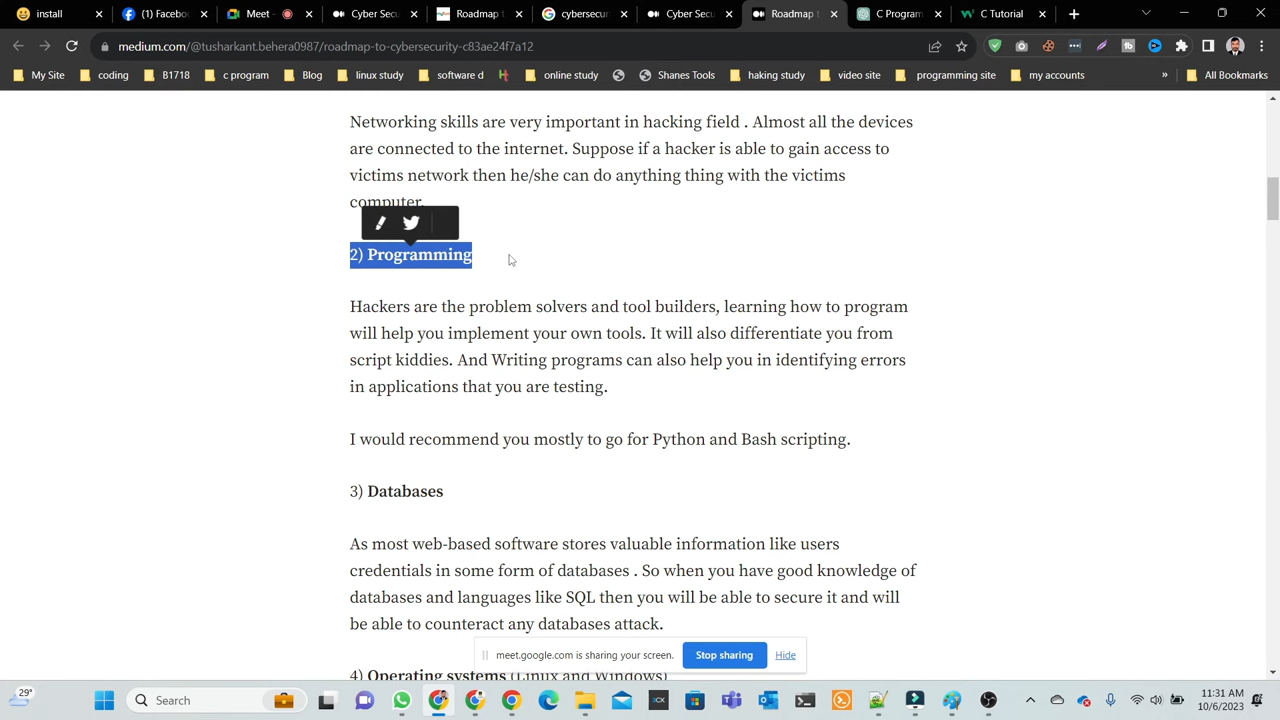 install
(1) Facebo
Meet -
Cyber Secu
Roadmap t
cybersecur
Cyber Secu
Roadmap t
C Program
C Tutorial
medium.com/@tusharkant.behera0987/roadmap-to-cybersecurity-c83ae24f7a12
My Site
coding
B1718
c program
Blog
linux study
software d
online study
Shanes Tools
haking study
video site
programming site
my accounts
»
All Bookmarks
Networking skills are very important in hacking field . Almost all the devices
are connected to the internet. Suppose if a hacker is able to gain access to
victims network then he/she can do anything thing with the victims
computer.
2) Programming
Hackers are the problem solvers and tool builders, learning how to program
will help you implement your own tools. It will also differentiate you from
script kiddies. And Writing programs can also help you in identifying errors
in applications that you are testing.
I would recommend you mostly to go for Python and Bash scripting.
3) Databases
As most web-based software stores valuable information like users
credentials in some form of databases . So when you have good knowledge of
databases and languages like SQL then you will be able to secure it and will
be able to counteract any databases attack.
meet.google.com is sharing your screen.
Stop sharing
Hide
4) Operating systems (Linux and Windows)
29°
Search
11:31 AM
10/6/2023